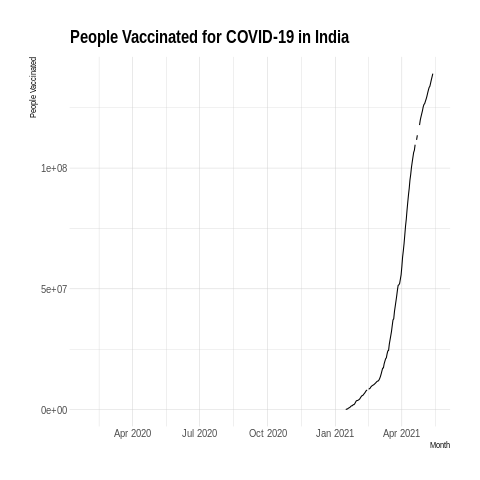 People Vaccinated for COVID-19 in India
People Vaccinated
1e+08
5e+07
0e+00
Apr 2020 Jul 2020 Oct 2020 Jan 2021 Apr 2021
Month